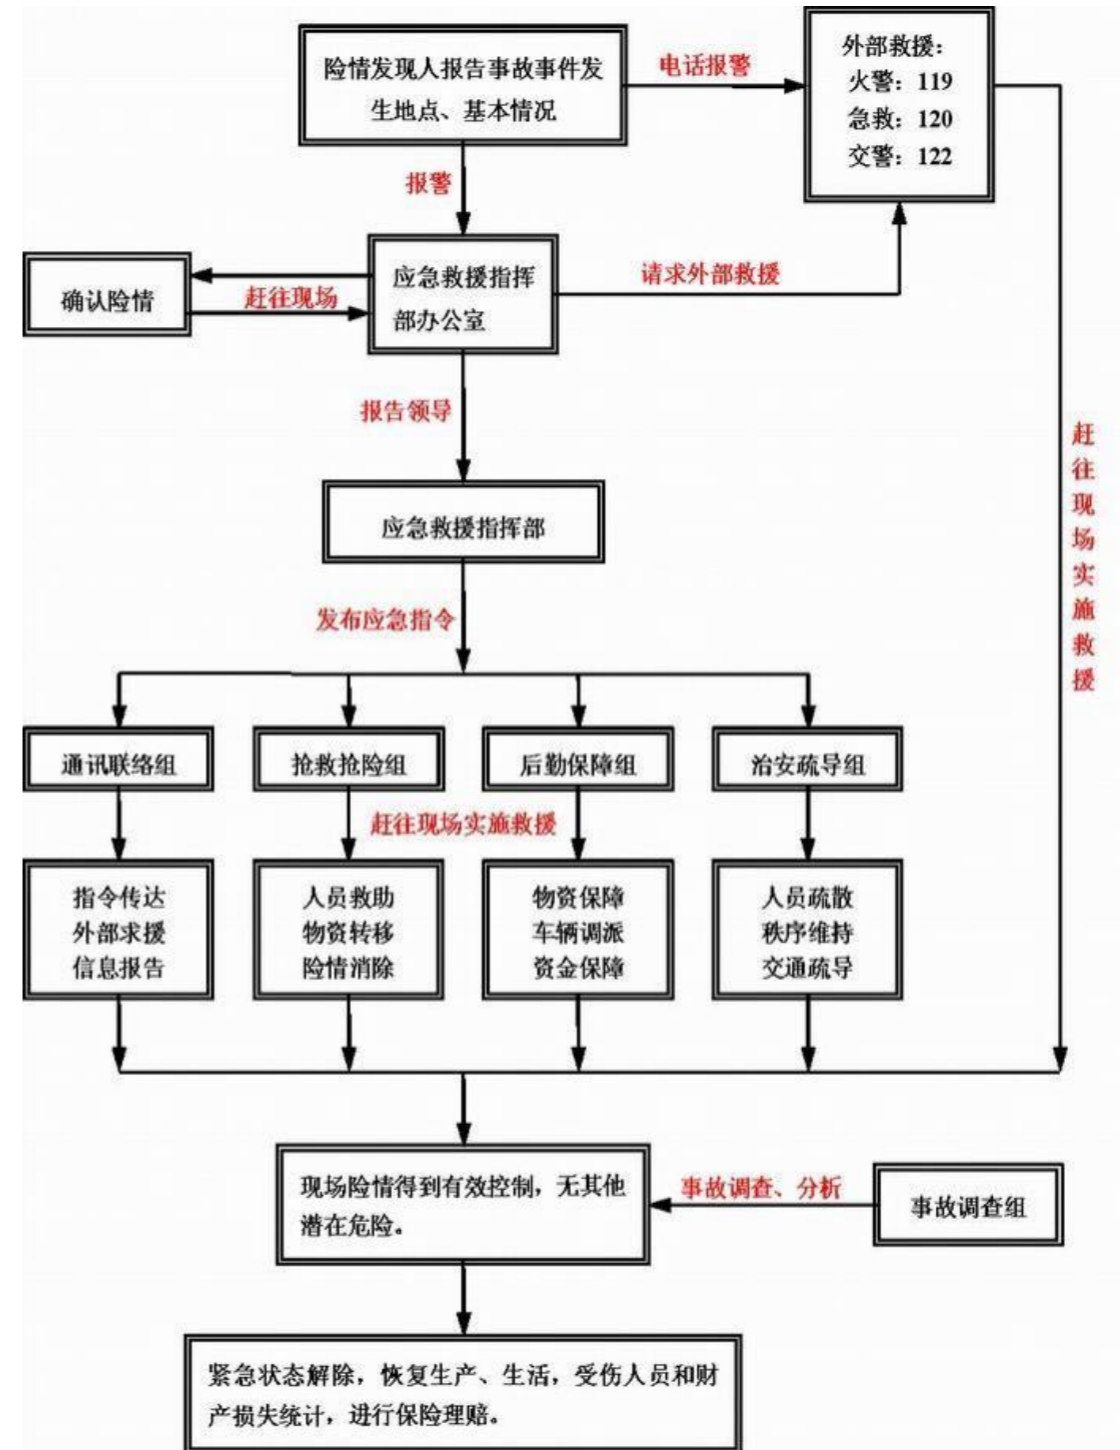 险情发现人报告事故事件发
生地点、基本情况
电话报警
外部救援：
火警：119
急救：120
交警：122
报警
确认险情
赶往现场
应急救援指挥
部办公室
请求外部救援
报告领导
应急救援指挥部
发布应急指令
赶
往
现
场
实
施
救
援
通讯联络组
抢救抢险组
后勤保障组
治安疏导组
赶往现场实施救援
指令传达
外部求援
信息报告
人员救助
物资转移
险情消除
物资保障
车辆调派
资金保障
人员疏散
秩序维持
交通疏导
现场险情得到有效控制，无其他
潜在危险。
事故调查、分析
事故调查组
紧急状态解除，恢复生产、生活，受伤人员和财
产损失统计，进行保险理赔。